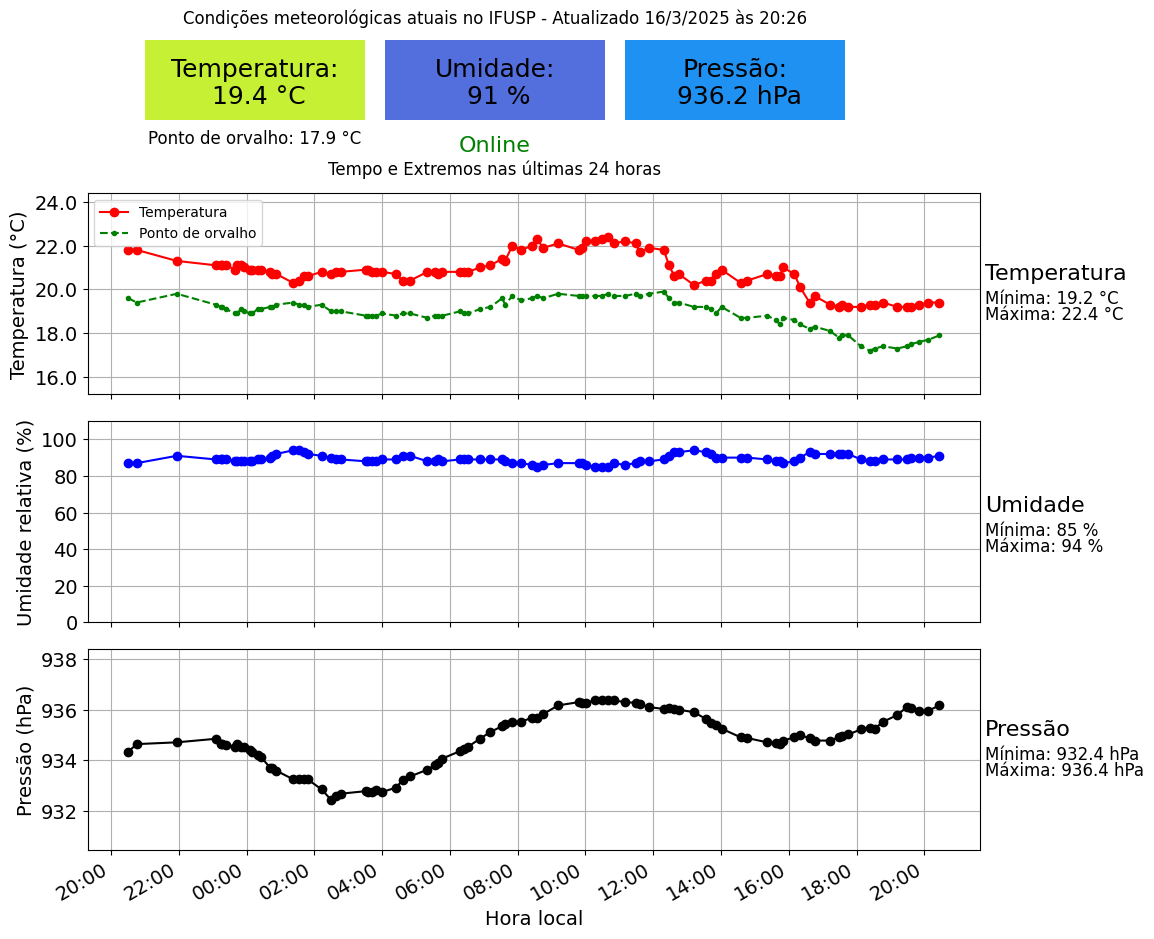 Condições meteorológicas atuais no IFUSP - Atualizado 16/3/2025 às 20:26
Temperatura:
19.4 °C
Umidade:
91 %
Pressão:
936.2 hPa
Ponto de orvalho: 17.9 °C
Online
Tempo e Extremos nas últimas 24 horas
Temperatura (°C)
24.0
22.0
20.0
18.0
16.0
Temperatura
Ponto de orvalho
Temperatura
Mínima: 19.2 °C
Máxima: 22.4 °C
Umidade relativa (%)
100
80
60
40
20
0
Umidade
Mínima: 85 %
Máxima: 94 %
Pressão (hPa)
938
936
934
932
Pressão
Mínima: 932.4 hPa
Máxima: 936.4 hPa
20:00 22:00 00:00 02:00 04:00 06:00 08:00 10:00 12:00 14:00 16:00 18:00 20:00
Hora local